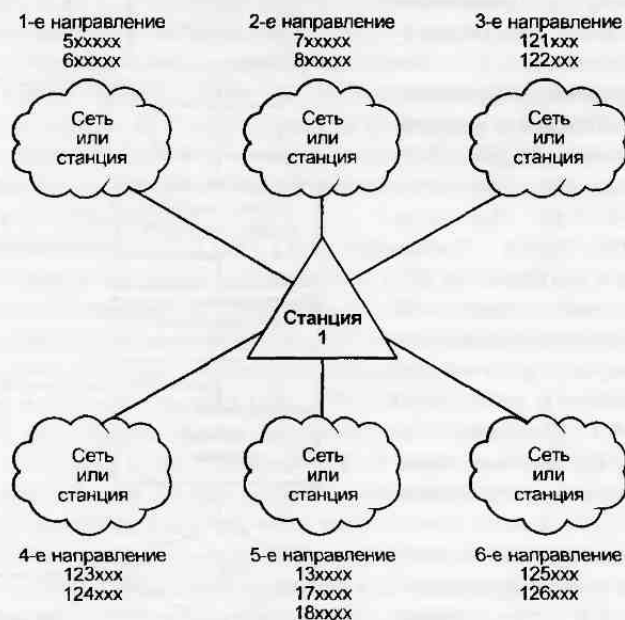 1-е направление
5xxxxx
6xxxxx
2-е направление
7xxxxx
8xxxxx
3-е направление
121xxx
122xxx
Сеть
или
станция
Сеть
или
станция
Сеть
или
станция
Станция
1
Сеть
или
станция
Сеть
или
станция
Сеть
или
станция
4-е направление
123xxx
124xxx
5-е направление
13xxxx
17xxxx
18xxxx
6-е направление
125xxx
126xxx